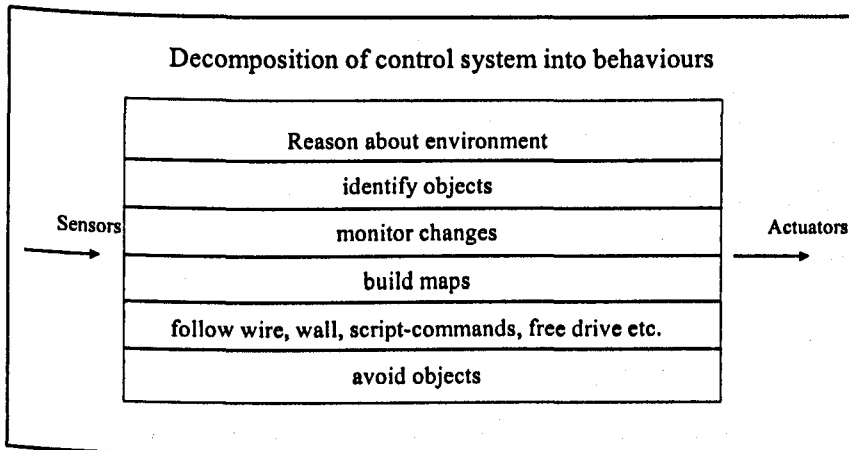 Decomposition of control system into behaviours
Reason about environment
identify objects
Sensors
monitor changes
Actuators
build maps
follow wire, wall, script-commands, free drive etc.
avoid objects